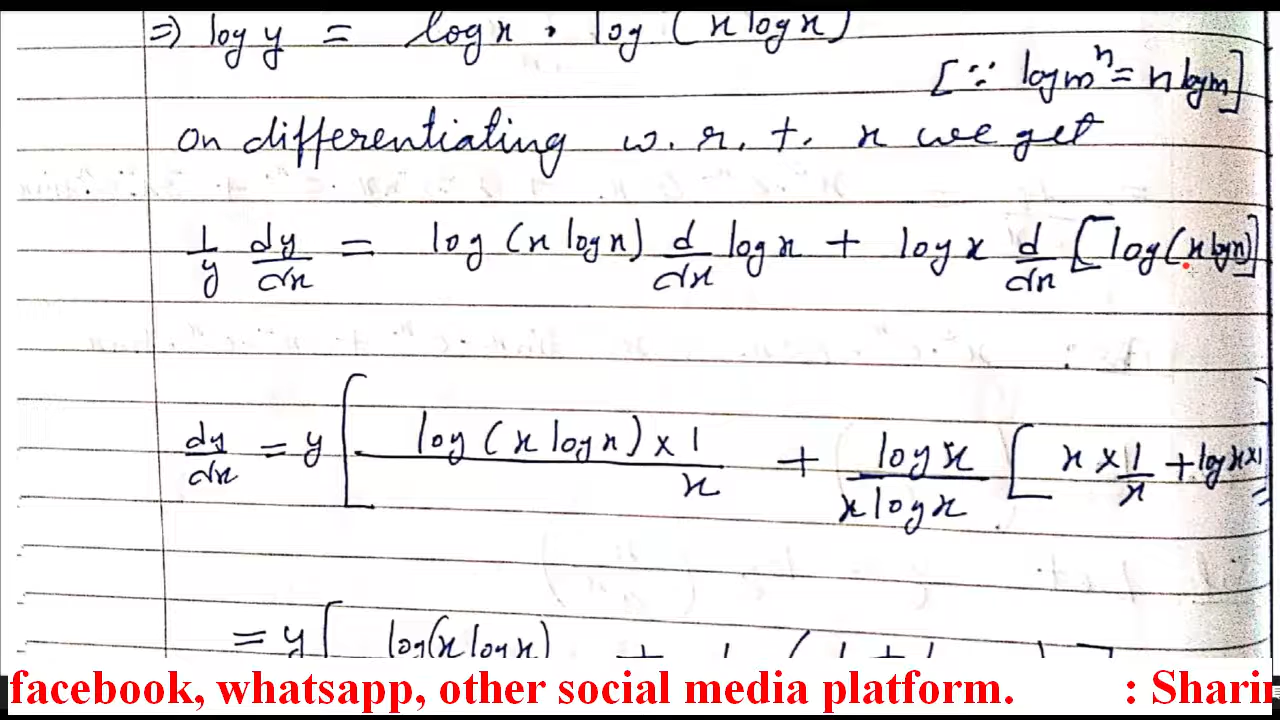 ⇒ log y = log x . log (x log x)
[∵ log mⁿ = n log m]
on differentiating w.r.t. x we get
1/y dy/dx = log (x log x) d/dx log x + log x d/dx [log (x log x)]
dy/dx = y [ log (x log x) × 1 / x + log x / x log x [ x × 1/x + log x × 1 ]
= y [ log (x log x)
facebook, whatsapp, other social media platform. : Sharin